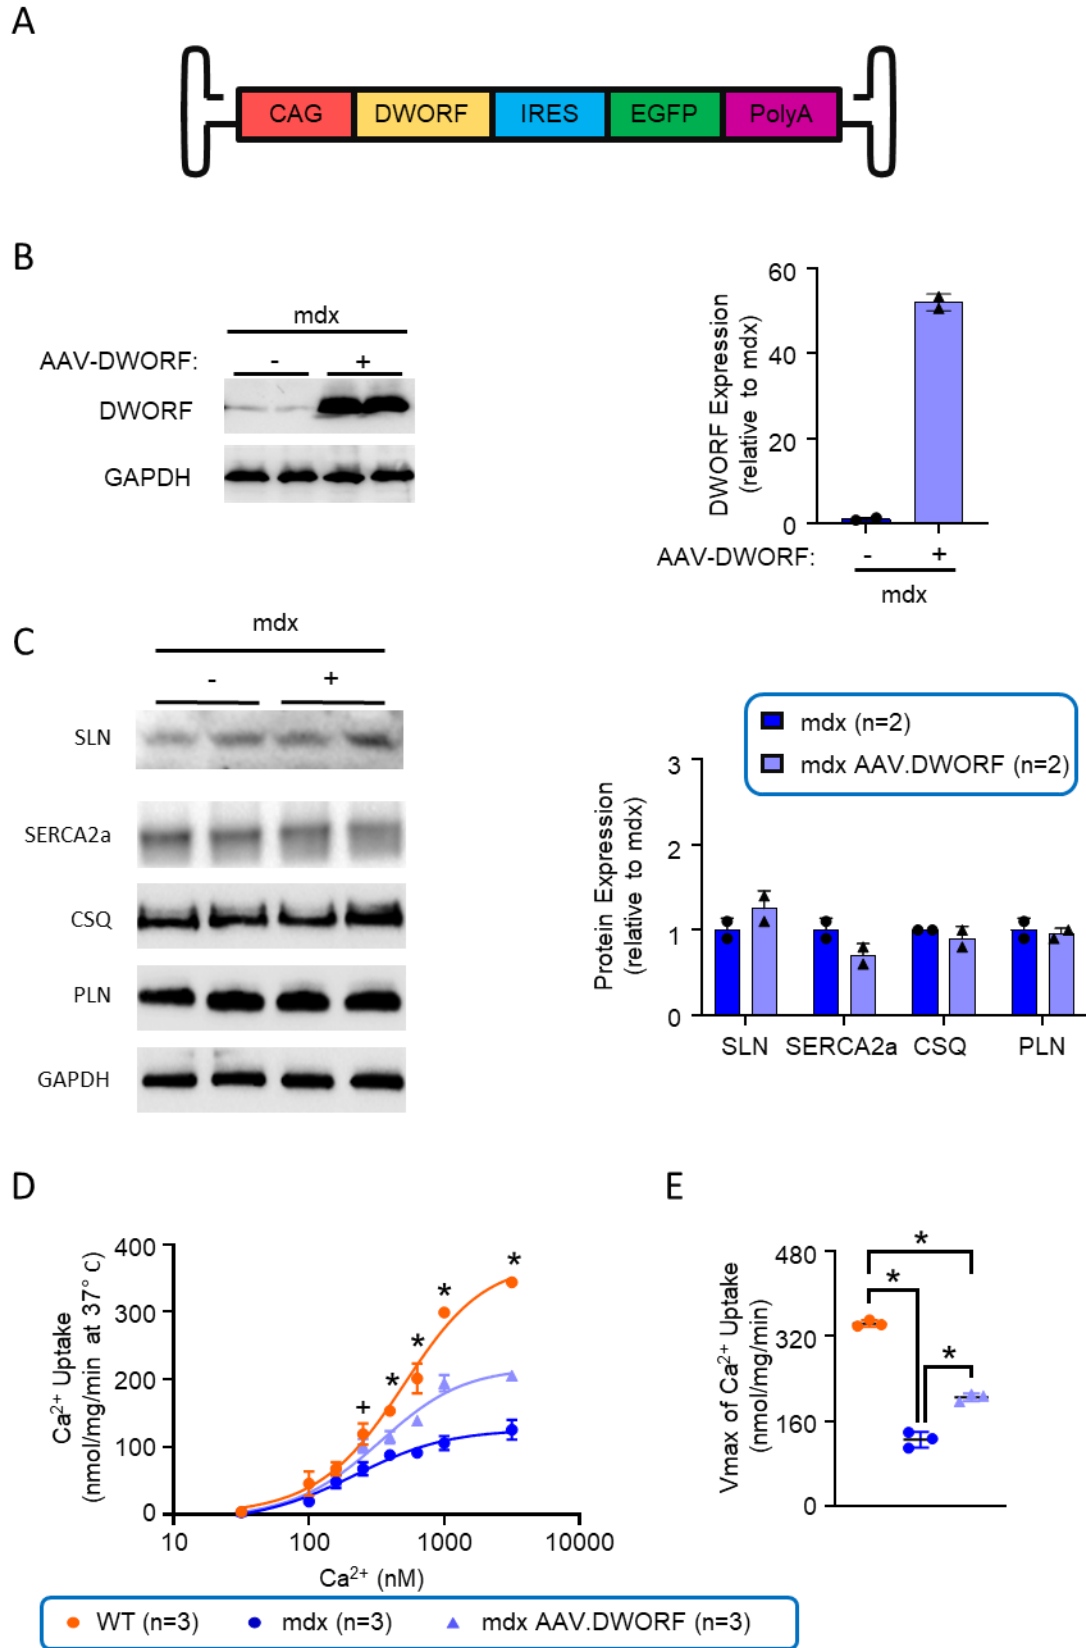 A
CAG DWORF IRES EGFP PolyA
B
mdx
AAV-DWORF: - +
DWORF
GAPDH
DWORF Expression
(relative to mdx)
60
40
20
0
AAV-DWORF: - +
mdx
C
mdx
- +
SLN
SERCA2a
CSQ
PLN
GAPDH
mdx (n=2)
mdx AAV.DWORF (n=2)
Protein Expression
(relative to mdx)
3
2
1
0
SLN SERCA2a CSQ PLN
D
Ca²⁺ Uptake
(nmol/mg/min at 37° C)
400
300
200
100
0
+ * * * *
10 100 1000 10000
Ca²⁺ (nM)
E
Vmax of Ca²⁺ Uptake
(nmol/mg/min)
480
320
160
0
* * *
WT (n=3) mdx (n=3) mdx AAV.DWORF (n=3)